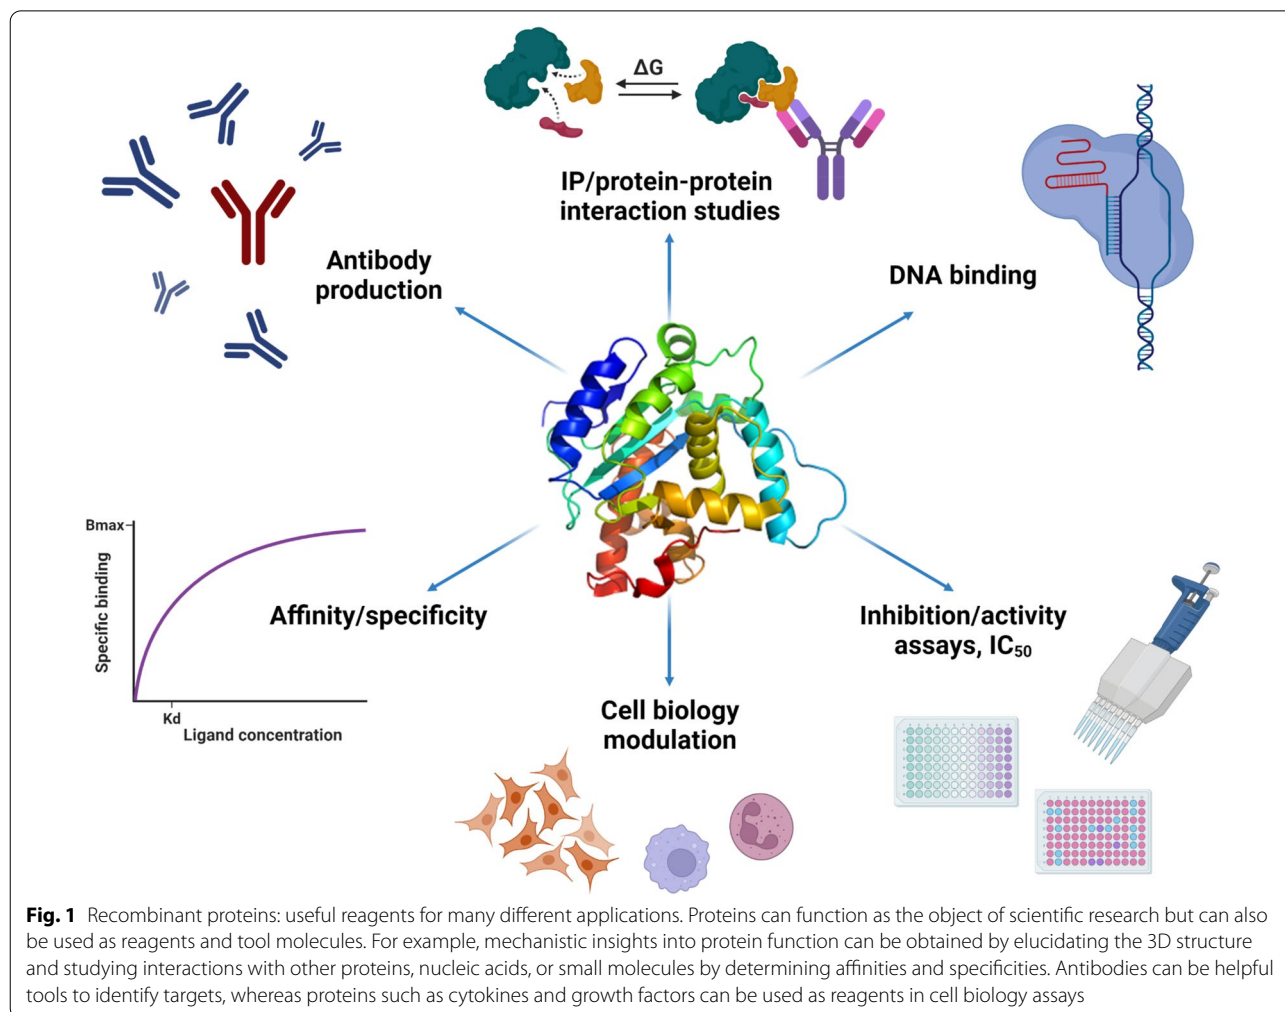 ΔG
IP/protein-protein
interaction studies
Antibody
production
DNA binding
Bmax
Specific binding
Kd
Ligand concentration
Affinity/specificity
Inhibition/activity
assays, IC₅₀
Cell biology
modulation
Fig. 1 Recombinant proteins: useful reagents for many different applications. Proteins can function as the object of scientific research but can also
be used as reagents and tool molecules. For example, mechanistic insights into protein function can be obtained by elucidating the 3D structure
and studying interactions with other proteins, nucleic acids, or small molecules by determining affinities and specificities. Antibodies can be helpful
tools to identify targets, whereas proteins such as cytokines and growth factors can be used as reagents in cell biology assays